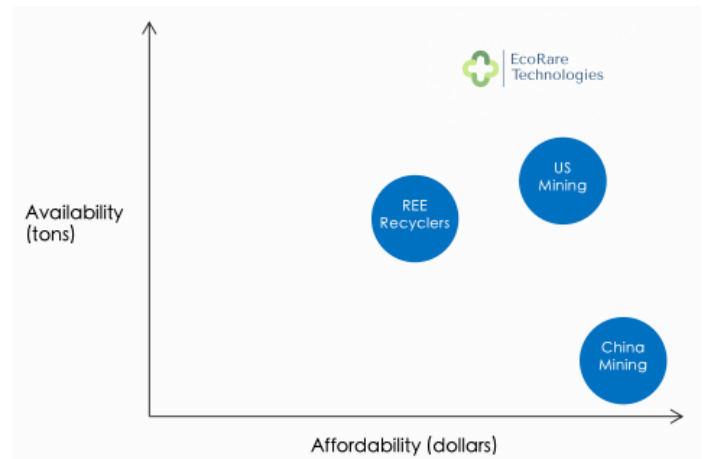 EcoRare
Technologies
US
Mining
REE
Recyclers
Availability
(tons)
China
Mining
Affordability (dollars)